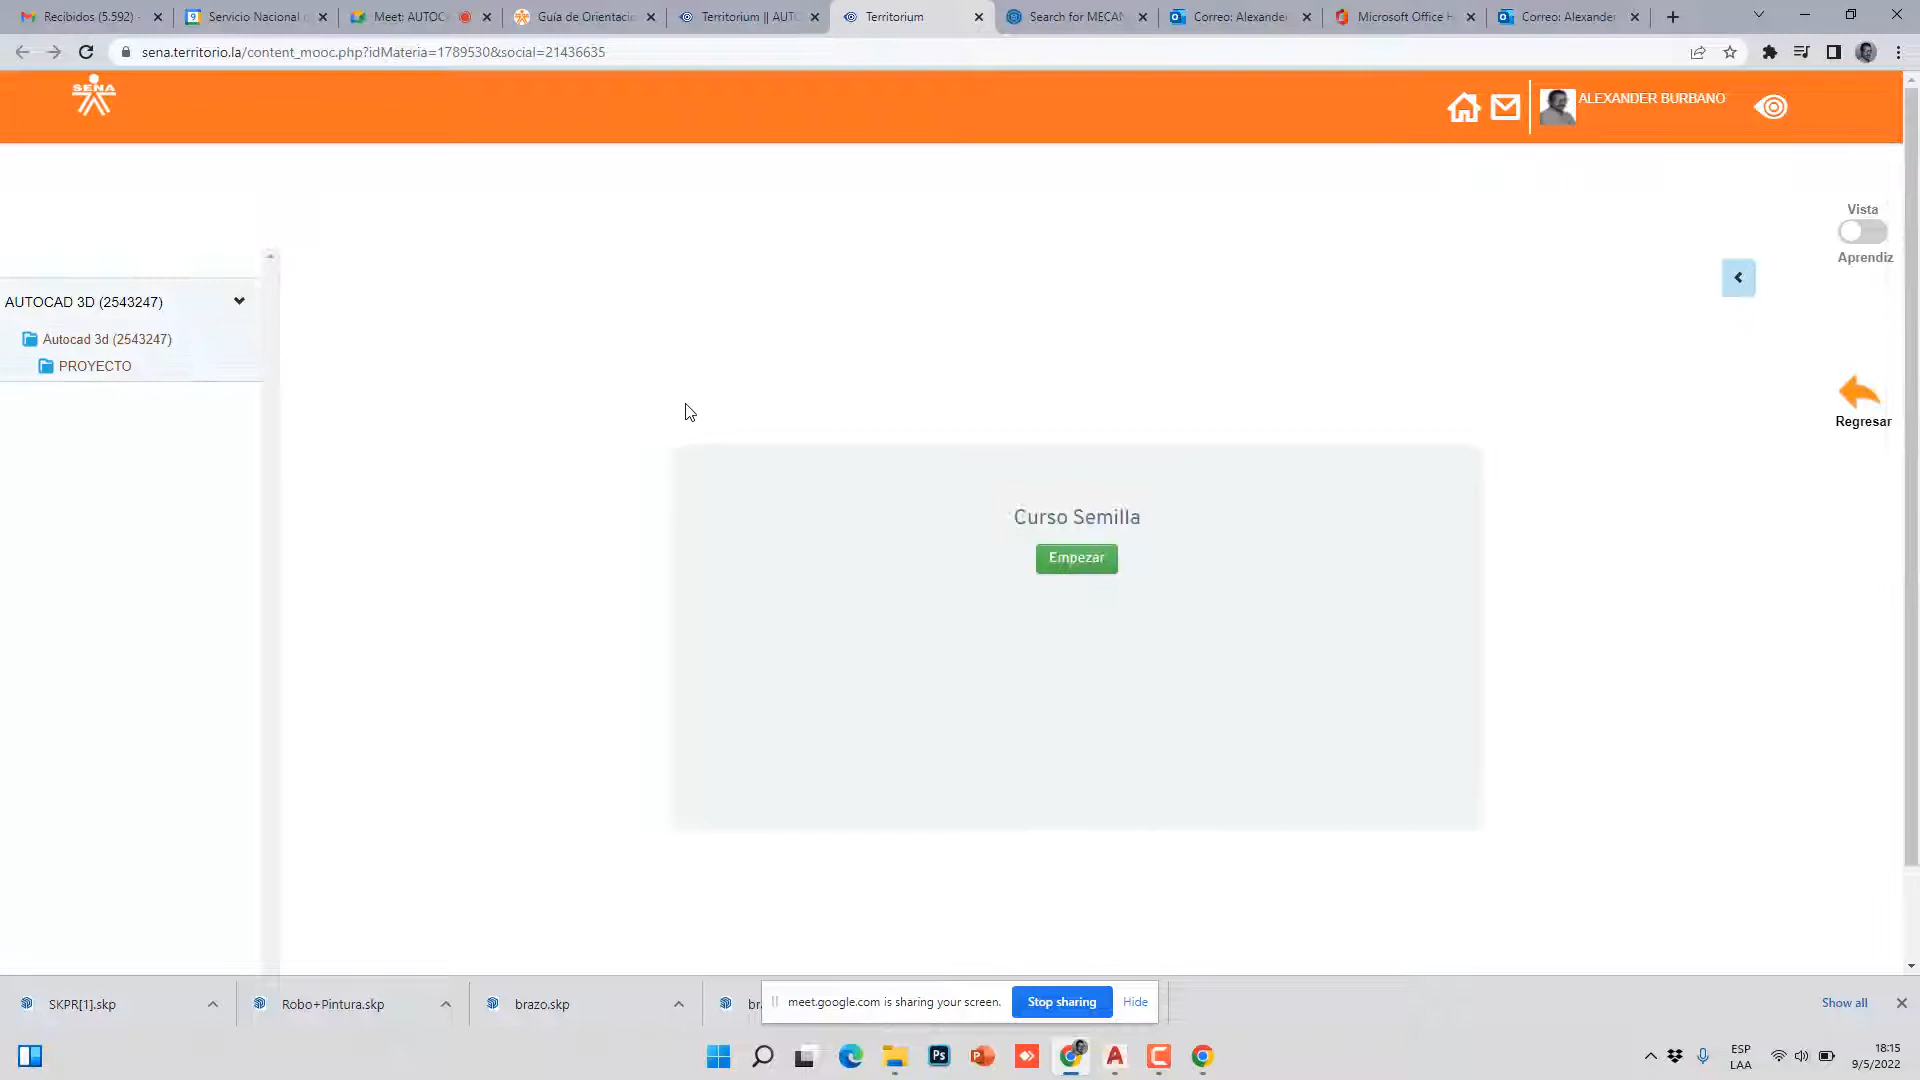 Recibidos (5.592) -
Servicio Nacional
Meet: AUTOC
Guía de Orientaci
Territorium || AUT
Territorium
Search for MECAN
Correo: Alexande
Microsoft Office H
Correo: Alexander
sena.territorio.la/content_mooc.php?idMateria=1789530&social=21436635
SENA
ALEXANDER BURBANO
Vista
Aprendiz
AUTOCAD 3D (2543247)
Autocad 3d (2543247)
PROYECTO
Regresar
Curso Semilla
Empezar
SKPR[1].skp
Robo+Pintura.skp
brazo.skp
meet.google.com is sharing your screen.
Stop sharing
Hide
Show all
ESP
LAA
18:15
9/5/2022